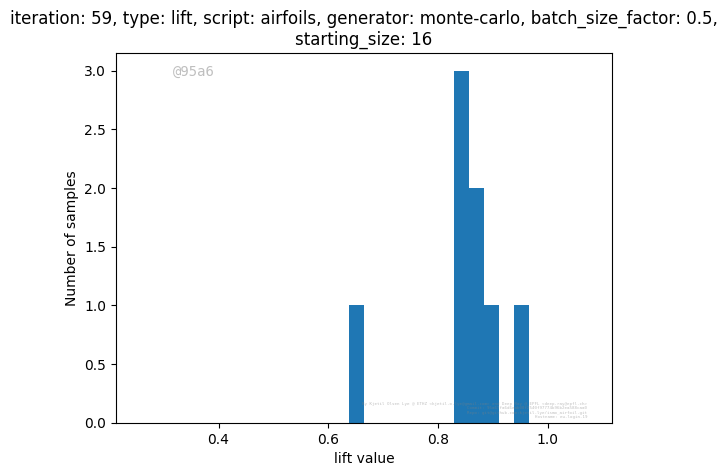 iteration: 59, type: lift, script: airfoils, generator: monte-carlo, batch_size_factor: 0.5,
starting_size: 16
@95a6
3.0
2.5
2.0
1.5
1.0
0.5
0.0
Number of samples
0.4 0.6 0.8 1.0
lift value